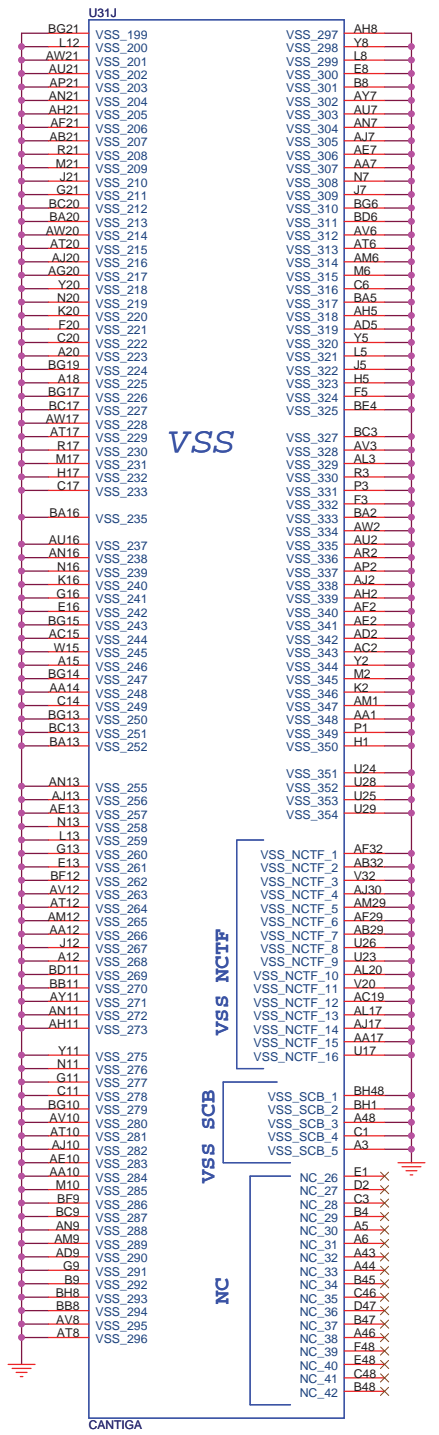 U31J
BG21 VSS_199
L12 VSS_200
AW21 VSS_201
AU21 VSS_202
AP21 VSS_203
AN21 VSS_204
AH21 VSS_205
AF21 VSS_206
AB21 VSS_207
R21 VSS_208
M21 VSS_209
J21 VSS_210
G21 VSS_211
BC20 VSS_212
BA20 VSS_213
AW20 VSS_214
AT20 VSS_215
AJ20 VSS_216
AG20 VSS_217
Y20 VSS_218
N20 VSS_219
K20 VSS_220
F20 VSS_221
C20 VSS_222
A20 VSS_223
BG19 VSS_224
A18 VSS_225
BG17 VSS_226
BC17 VSS_227
AW17 VSS_228
AT17 VSS_229
R17 VSS_230
M17 VSS_231
H17 VSS_232
C17 VSS_233
BA16 VSS_235
AU16 VSS_237
AN16 VSS_238
N16 VSS_239
K16 VSS_240
G16 VSS_241
E16 VSS_242
BG15 VSS_243
AC15 VSS_244
W15 VSS_245
A15 VSS_246
BG14 VSS_247
AA14 VSS_248
C14 VSS_249
BG13 VSS_250
BC13 VSS_251
BA13 VSS_252
AN13 VSS_255
AJ13 VSS_256
AE13 VSS_257
N13 VSS_258
L13 VSS_259
G13 VSS_260
E13 VSS_261
BF12 VSS_262
AV12 VSS_263
AT12 VSS_264
AM12 VSS_265
AA12 VSS_266
J12 VSS_267
A12 VSS_268
BD11 VSS_269
BB11 VSS_270
AY11 VSS_271
AN11 VSS_272
AH11 VSS_273
Y11 VSS_275
N11 VSS_276
G11 VSS_277
C11 VSS_278
BG10 VSS_279
AV10 VSS_280
AT10 VSS_281
AJ10 VSS_282
AE10 VSS_283
AA10 VSS_284
M10 VSS_285
BF9 VSS_286
BC9 VSS_287
AN9 VSS_288
AM9 VSS_289
AD9 VSS_290
G9 VSS_291
B9 VSS_292
BH8 VSS_293
BB8 VSS_294
AV8 VSS_295
AT8 VSS_296
VSS
VSS_297 AH8
VSS_298 Y8
VSS_299 L8
VSS_300 E8
VSS_301 B8
VSS_302 AY7
VSS_303 AU7
VSS_304 AN7
VSS_305 AJ7
VSS_306 AE7
VSS_307 AA7
VSS_308 N7
VSS_309 J7
VSS_310 BG6
VSS_311 BD6
VSS_312 AV6
VSS_313 AT6
VSS_314 AM6
VSS_315 M6
VSS_316 C6
VSS_317 BA5
VSS_318 AH5
VSS_319 AD5
VSS_320 Y5
VSS_321 L5
VSS_322 J5
VSS_323 H5
VSS_324 F5
VSS_325 BE4
VSS_327 BC3
VSS_328 AV3
VSS_329 AL3
VSS_330 R3
VSS_331 P3
VSS_332 F3
VSS_333 BA2
VSS_334 AW2
VSS_335 AU2
VSS_336 AR2
VSS_337 AP2
VSS_338 AJ2
VSS_339 AH2
VSS_340 AF2
VSS_341 AE2
VSS_342 AD2
VSS_343 AC2
VSS_344 Y2
VSS_345 M2
VSS_346 K2
VSS_347 AM1
VSS_348 AA1
VSS_349 P1
VSS_350 H1
VSS_351 U24
VSS_352 U28
VSS_353 U25
VSS_354 U29
VSS NCTF
VSS_NCTF_1 AF32
VSS_NCTF_2 AB32
VSS_NCTF_3 V32
VSS_NCTF_4 AJ30
VSS_NCTF_5 AM29
VSS_NCTF_6 AF29
VSS_NCTF_7 AB29
VSS_NCTF_8 U26
VSS_NCTF_9 U23
VSS_NCTF_10 AL20
VSS_NCTF_11 V20
VSS_NCTF_12 AC19
VSS_NCTF_13 AL17
VSS_NCTF_14 AJ17
VSS_NCTF_15 AA17
VSS_NCTF_16 U17
VSS SCB
VSS_SCB_1 BH48
VSS_SCB_2 BH1
VSS_SCB_3 A48
VSS_SCB_4 C1
VSS_SCB_5 A3
NC
NC_26 E1
NC_27 D2
NC_28 C3
NC_29 B4
NC_30 A5
NC_31 A6
NC_32 A43
NC_33 A44
NC_34 B45
NC_35 C46
NC_36 D47
NC_37 B47
NC_38 A46
NC_39 F48
NC_40 E48
NC_41 C48
NC_42 B48
CANTIGA